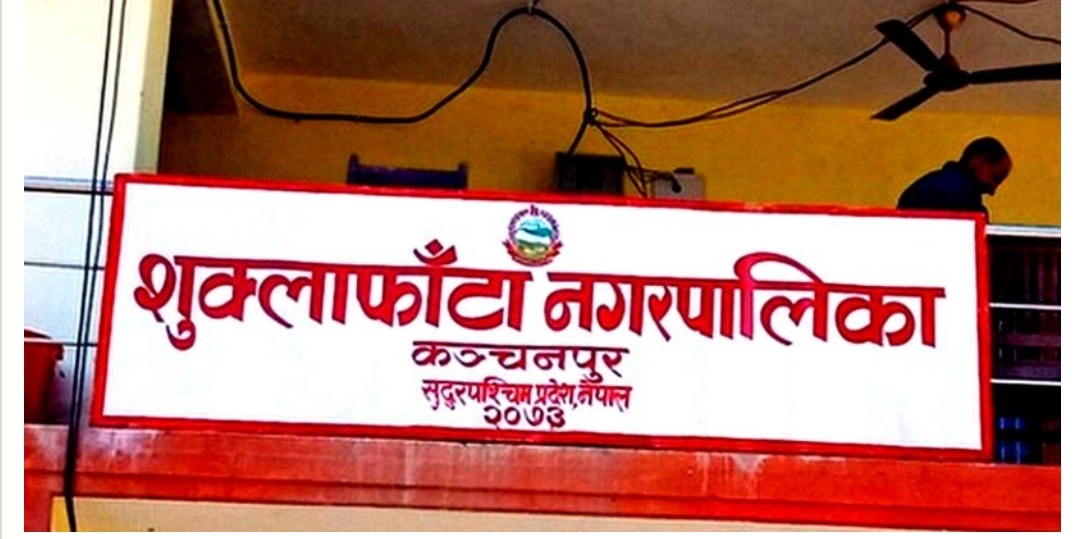 शुक्लाफाँटा नगरपालिका
कञ्चनपुर
सुदुरपश्चिम प्रदेश, नेपाल
२०७३